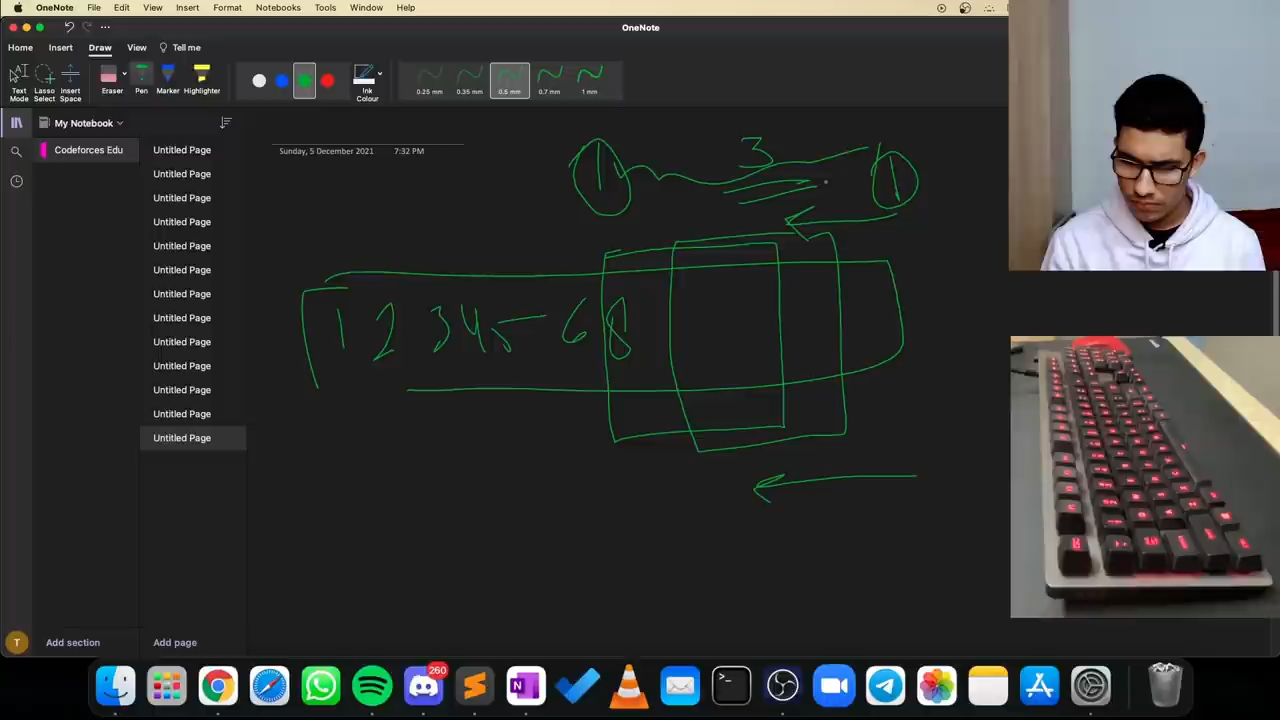 OneNote File Edit View Insert Format Notebooks Tools Window Help
OneNote
Home Insert Draw View Tell me
Text Mode Lasso Select Insert Space Eraser Pen Marker Highlighter Ink Colour 0.25 mm 0.35 mm 0.5 mm 0.7 mm 1 mm
My Notebook
Codeforces Edu
Untitled Page
Untitled Page
Untitled Page
Untitled Page
Untitled Page
Untitled Page
Untitled Page
Untitled Page
Untitled Page
Untitled Page
Untitled Page
Untitled Page
Untitled Page
Sunday, 5 December 2021 7:32 PM
1 3 1
1 2 3 4 5 6 8
T Add section Add page
260